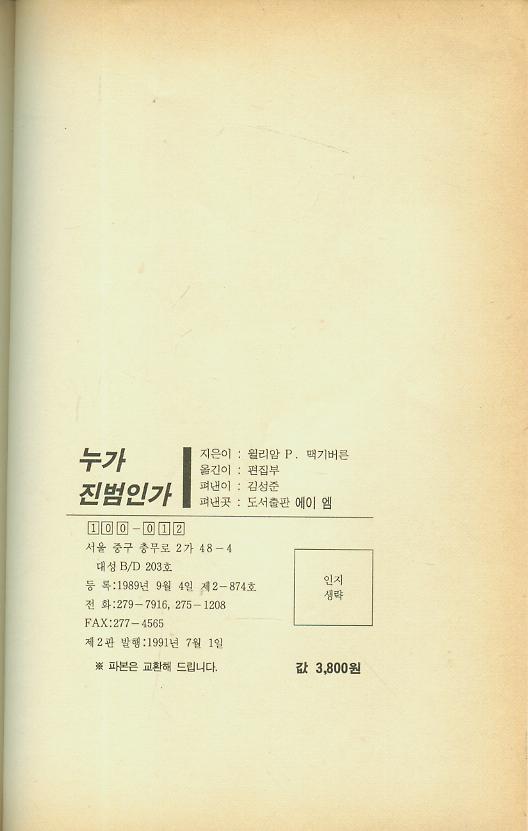 누가
진범인가
지은이 : 윌리암 P. 맥기버른
옮긴이 : 편집부
펴낸이 : 김성준
펴낸곳 : 도서출판 에이 엠
100-012
서울 중구 충무로 2가 48-4
대성 B/D 203호
등 록:1989년 9월 4일 제2-874호
전 화:279-7916, 275-1208
FAX:277-4565
제2판 발행:1991년 7월 1일
※ 파본은 교환해 드립니다.
인지
생략
값 3,800원